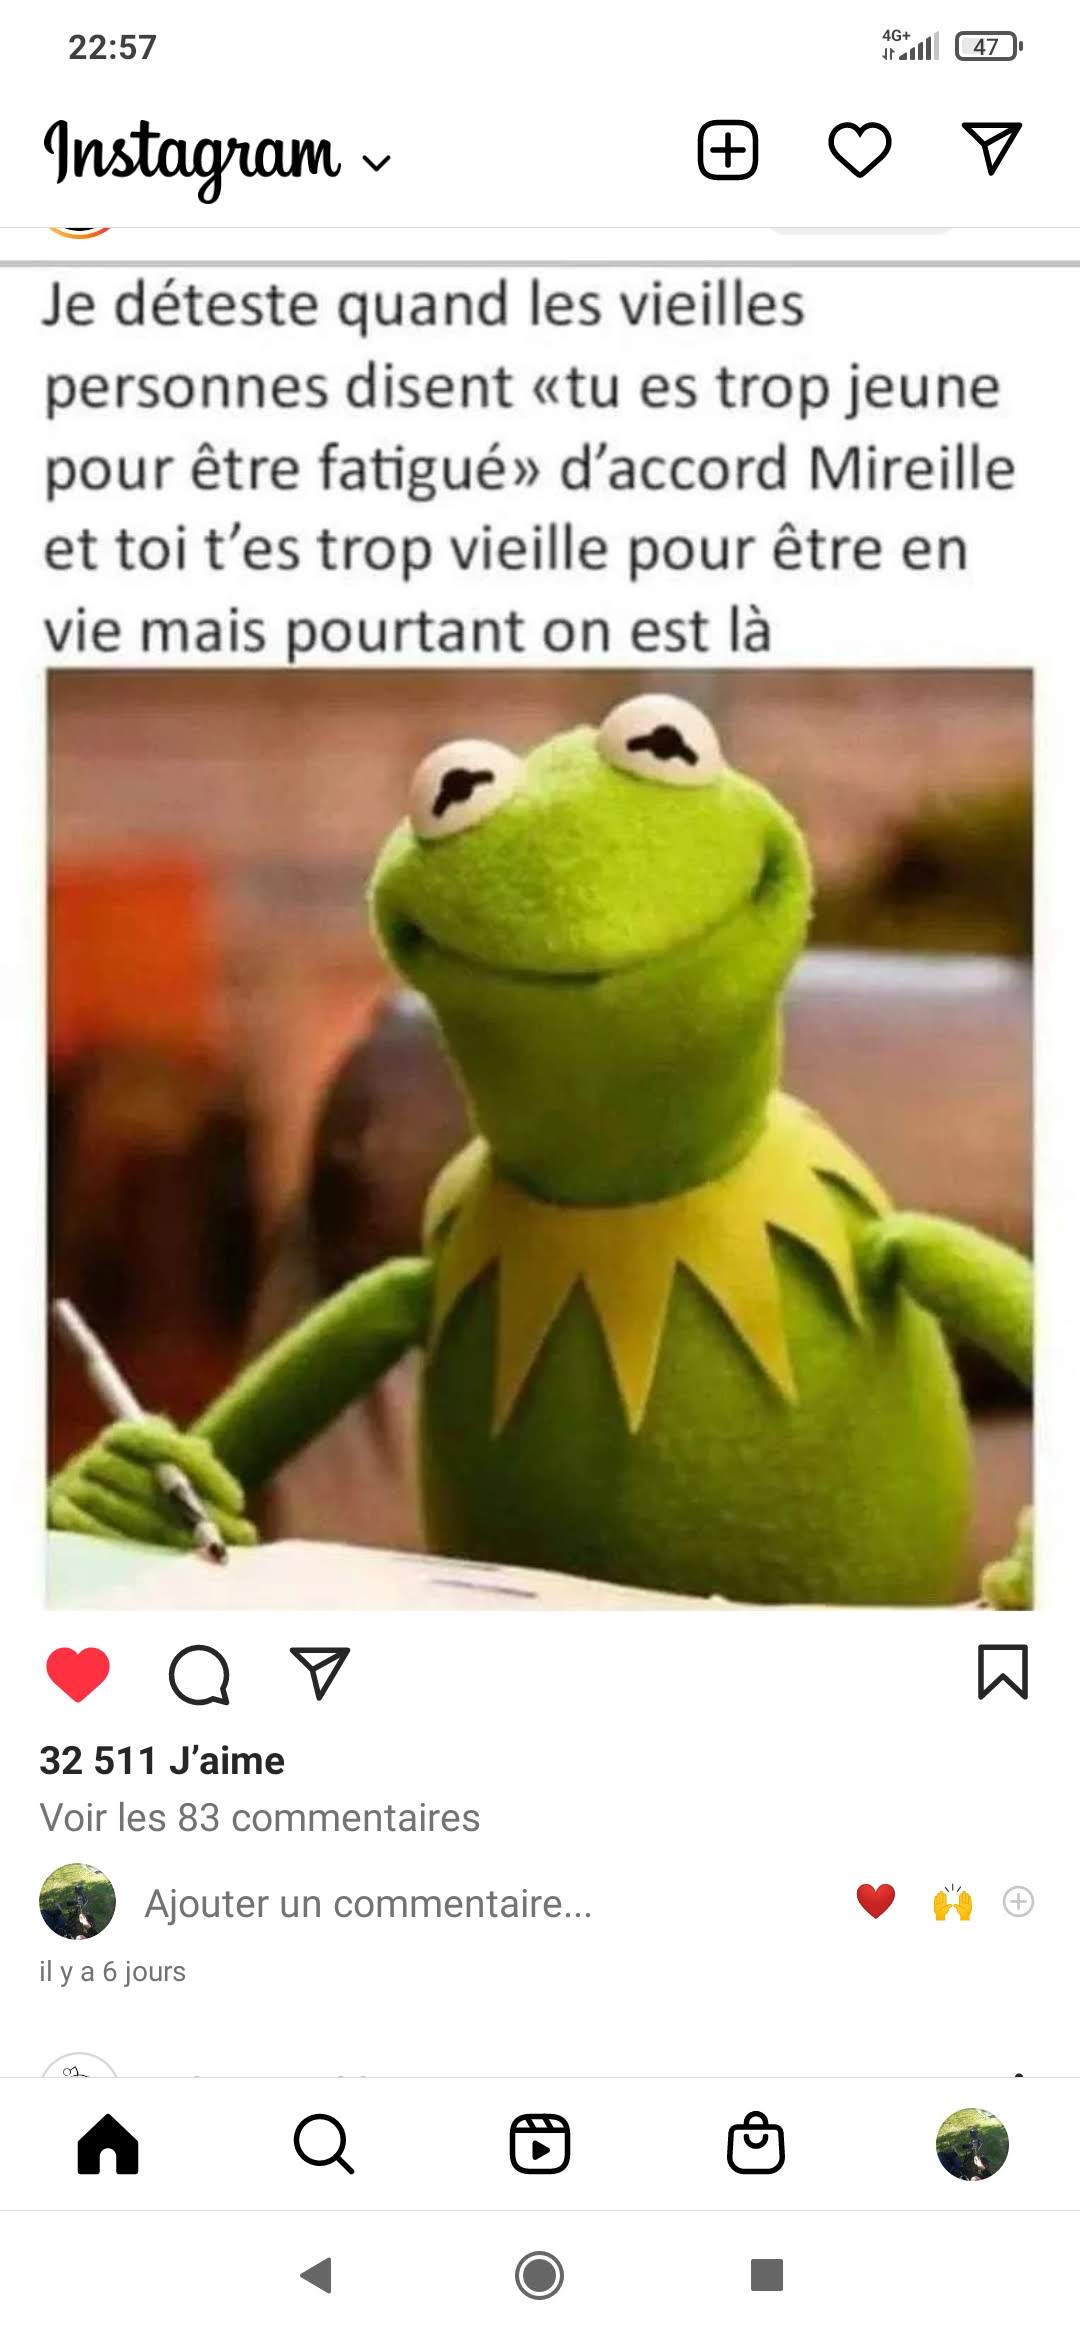 22:57
4G+
47
Instagram
Je déteste quand les vieilles
personnes disent «tu es trop jeune
pour être fatigué» d’accord Mireille
et toi t’es trop vieille pour être en
vie mais pourtant on est là
32 511 J’aime
Voir les 83 commentaires
Ajouter un commentaire...
il y a 6 jours